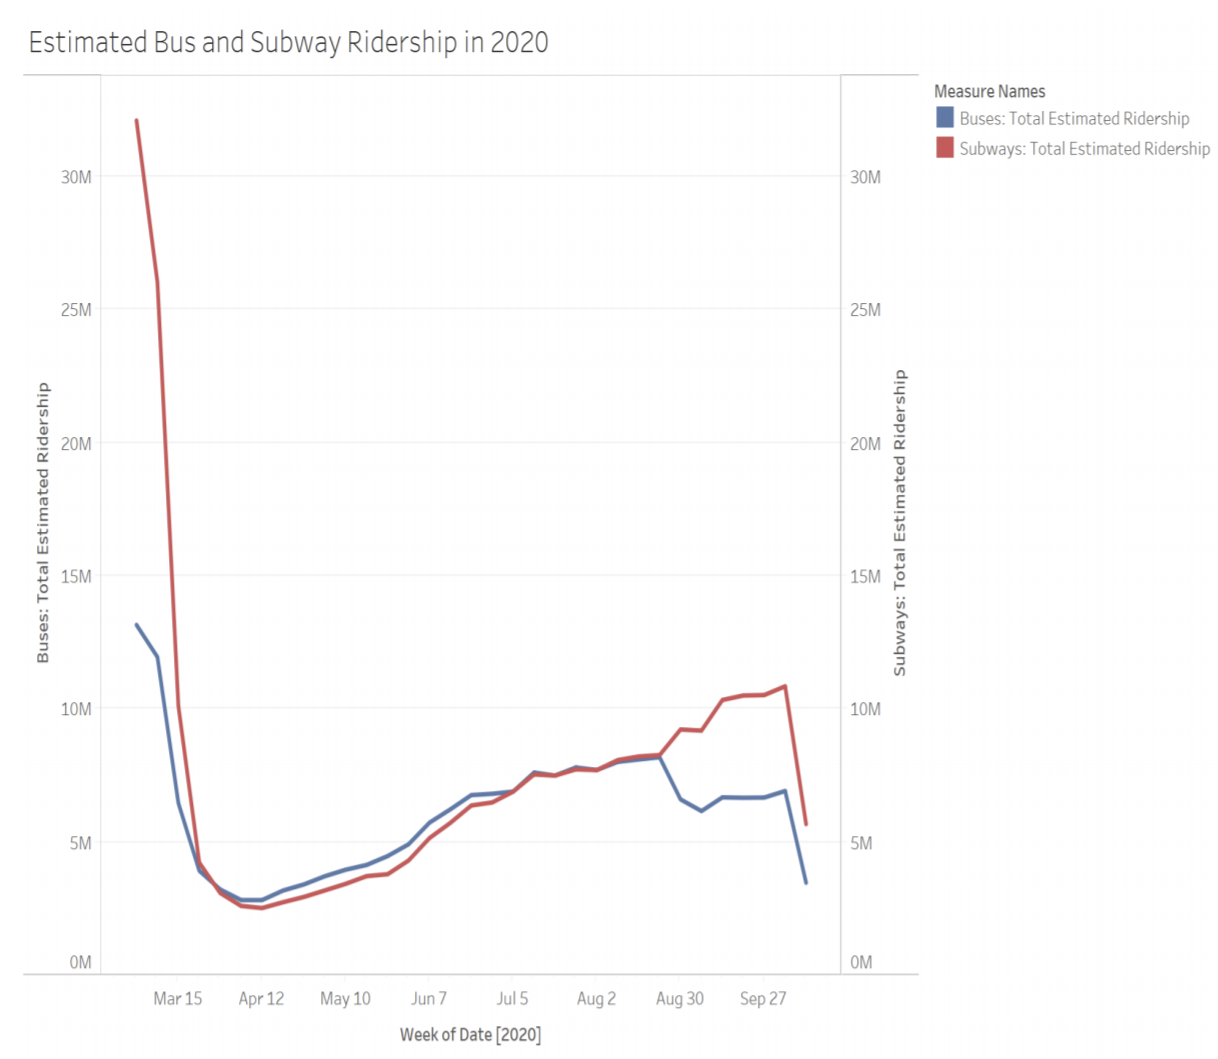 Estimated Bus and Subway Ridership in 2020
Measure Names
Buses: Total Estimated Ridership
Subways: Total Estimated Ridership
Buses: Total Estimated Ridership
30M
25M
20M
15M
10M
5M
0M
30M
25M
20M
15M
10M
5M
0M
Subways: Total Estimated Ridership
Mar 15 Apr 12 May 10 Jun 7 Jul 5 Aug 2 Aug 30 Sep 27
Week of Date [2020]